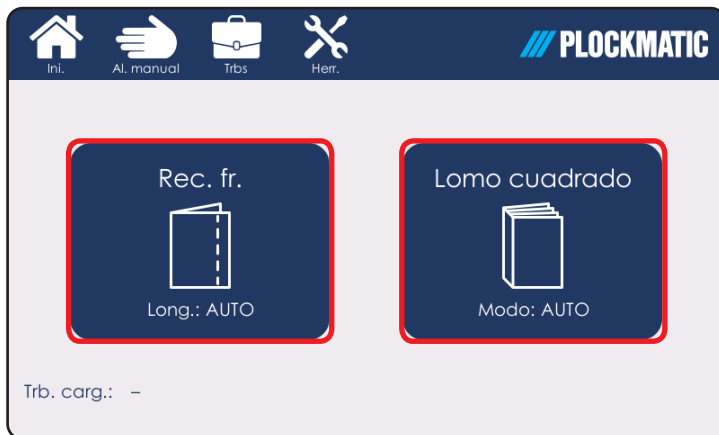 Ini.
Al. manual
Trbs
Herr.
PLOCKMATIC
Rec. fr.
Long.: AUTO
Lomo cuadrado
Modo: AUTO
Trb. carg.: –